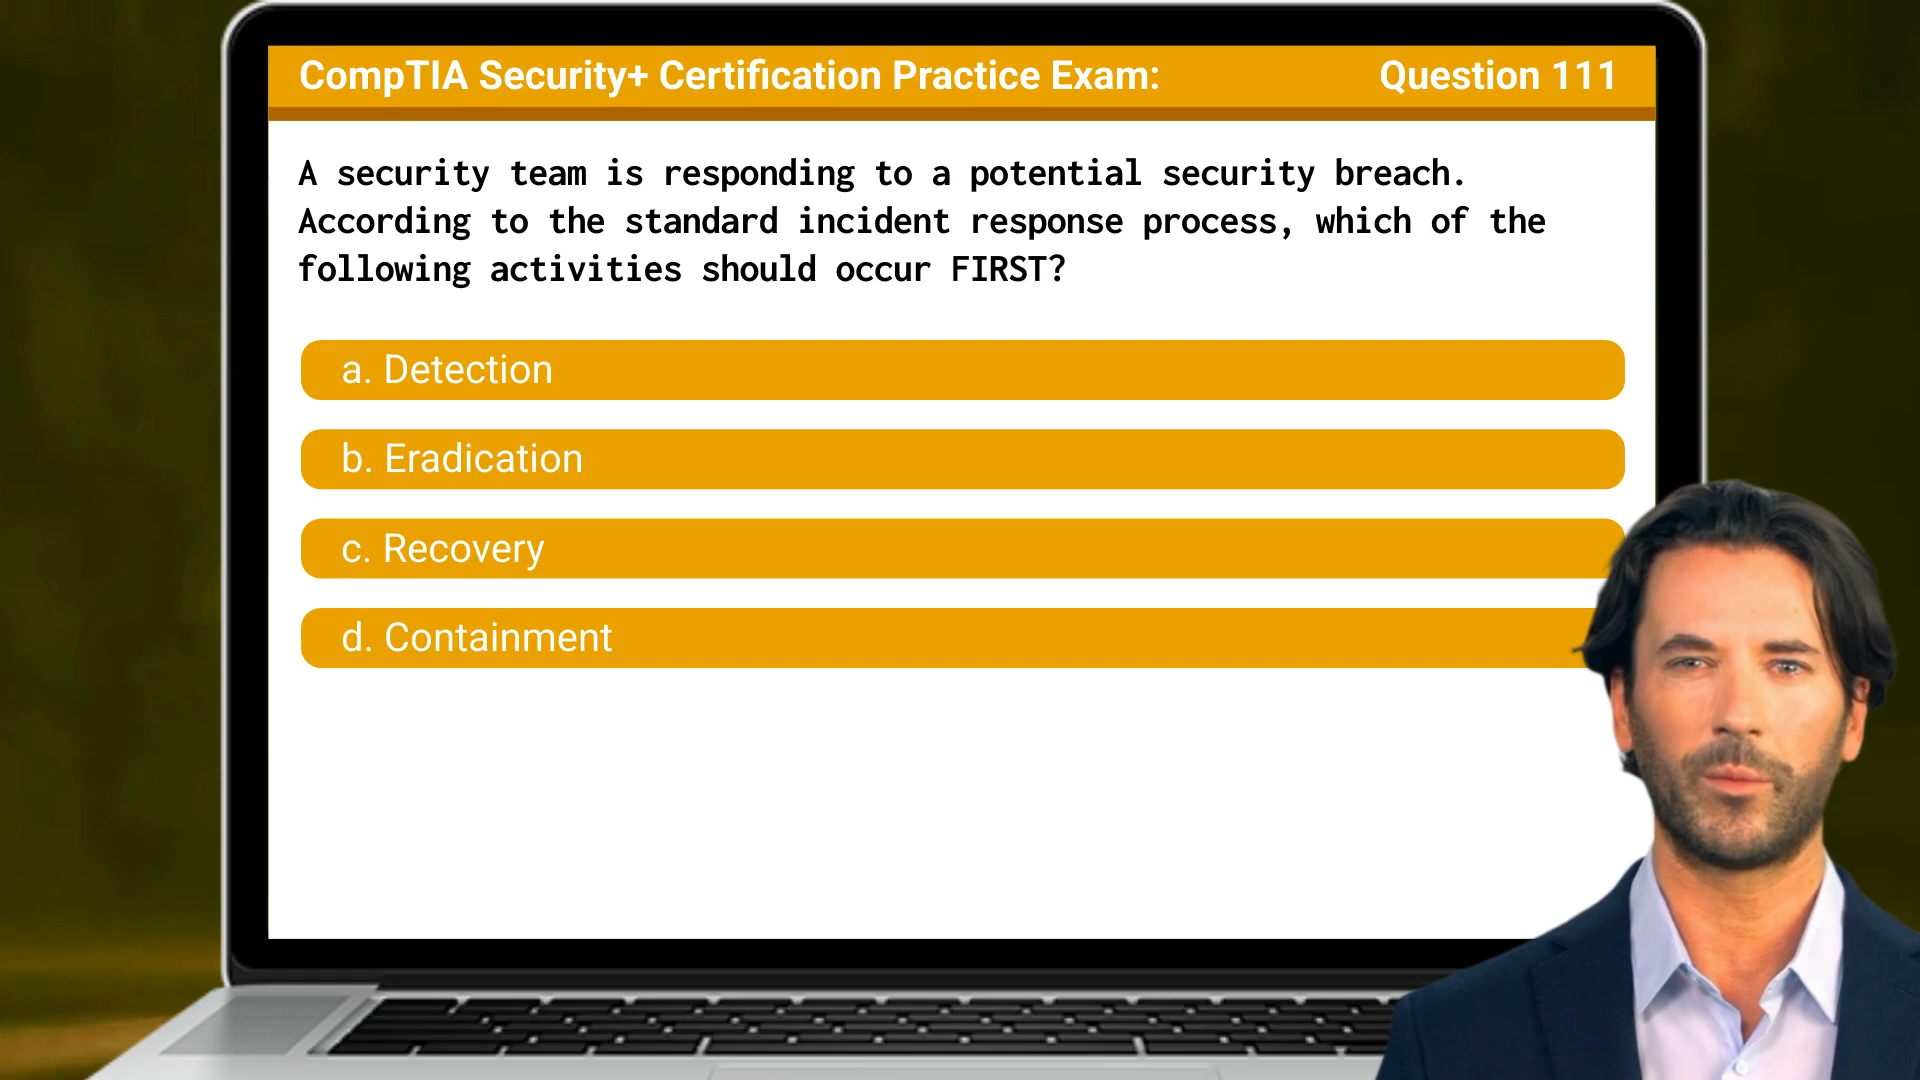 CompTIA Security+ Certification Practice Exam: Question 111
A security team is responding to a potential security breach.
According to the standard incident response process, which of the
following activities should occur FIRST?
a. Detection
b. Eradication
c. Recovery
d. Containment